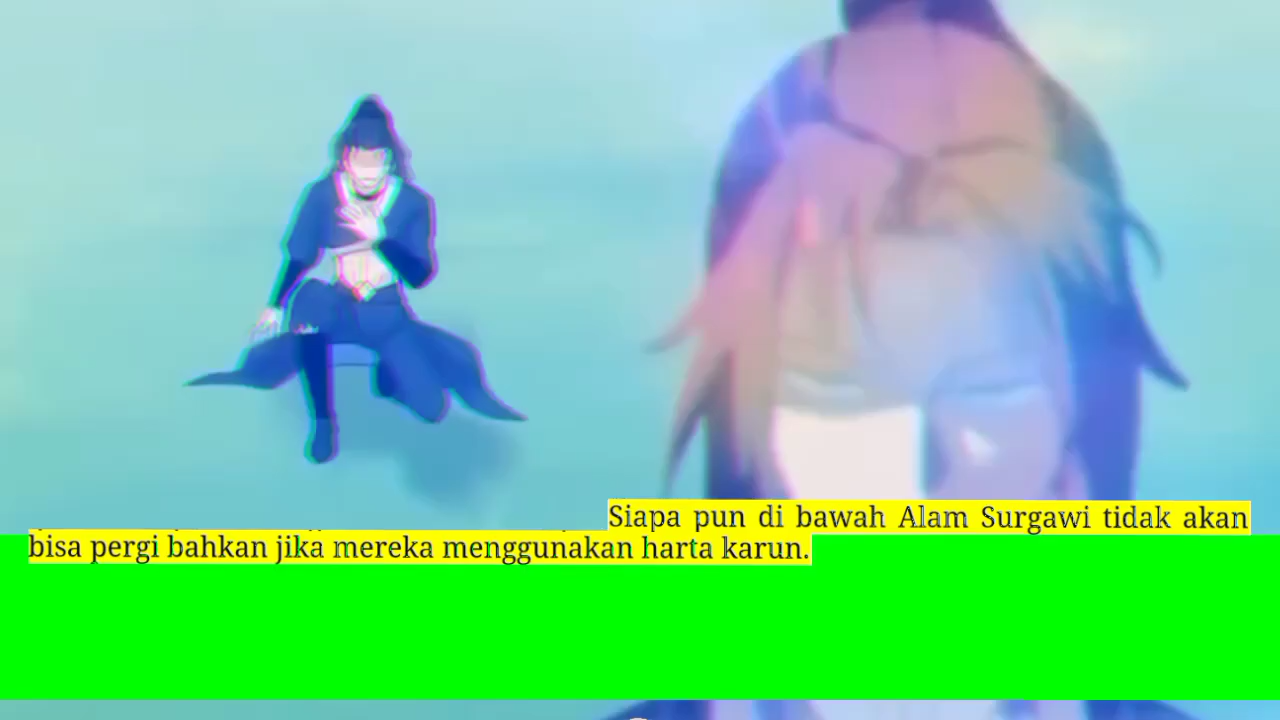 Siapa pun di bawah Alam Surgawi tidak akan
bisa pergi bahkan jika mereka menggunakan harta karun.